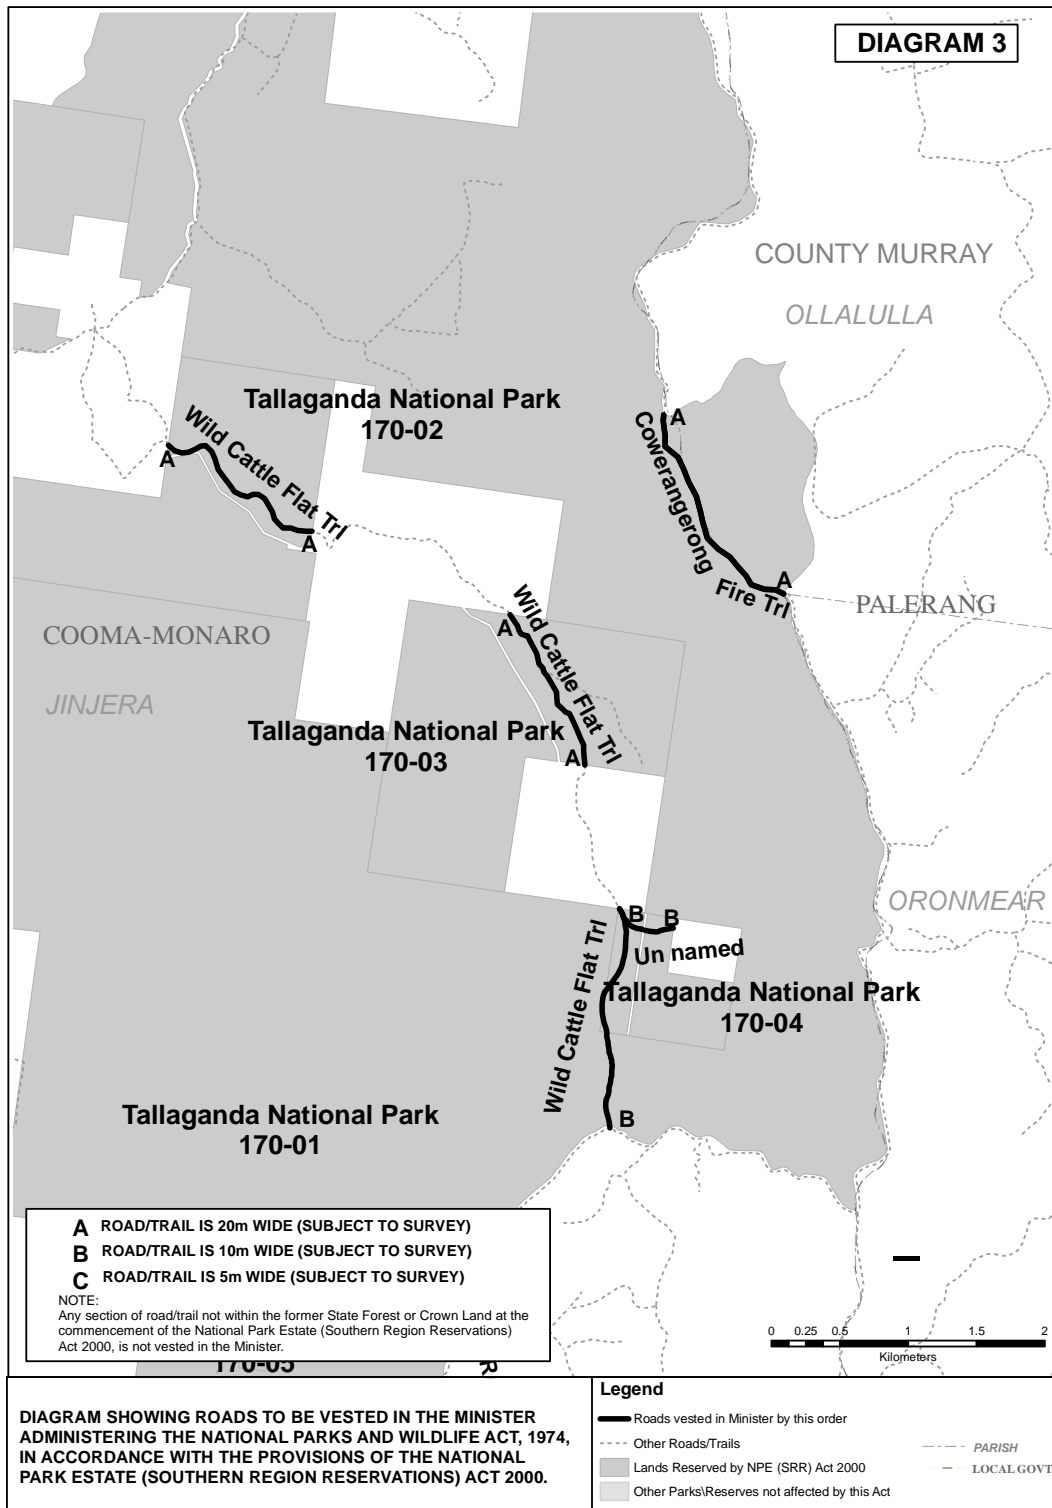 DIAGRAM 3
COUNTY MURRAY
OLLALULLA
Tallaganda National Park
170-02
Wild Cattle Flat Trl
A
A
A
Cowerangerong Fire Trl
A
PALERANG
COOMA-MONARO
JINJERA
A
Wild Cattle Flat Trl
A
Tallaganda National Park
170-03
ORONMEAR
B
B
Un named
Wild Cattle Flat Trl
Tallaganda National Park
170-04
B
Tallaganda National Park
170-01
A ROAD/TRAIL IS 20m WIDE (SUBJECT TO SURVEY)
B ROAD/TRAIL IS 10m WIDE (SUBJECT TO SURVEY)
C ROAD/TRAIL IS 5m WIDE (SUBJECT TO SURVEY)
NOTE:
Any section of road/trail not within the former State Forest or Crown Land at the
commencement of the National Park Estate (Southern Region Reservations)
Act 2000, is not vested in the Minister.
170-05
R
0 0.25 0.5 1 1.5 2
Kilometers
DIAGRAM SHOWING ROADS TO BE VESTED IN THE MINISTER
ADMINISTERING THE NATIONAL PARKS AND WILDLIFE ACT, 1974,
IN ACCORDANCE WITH THE PROVISIONS OF THE NATIONAL
PARK ESTATE (SOUTHERN REGION RESERVATIONS) ACT 2000.
Legend
Roads vested in Minister by this order
Other Roads/Trails
Lands Reserved by NPE (SRR) Act 2000
Other Parks\Reserves not affected by this Act
PARISH
LOCAL GOVT